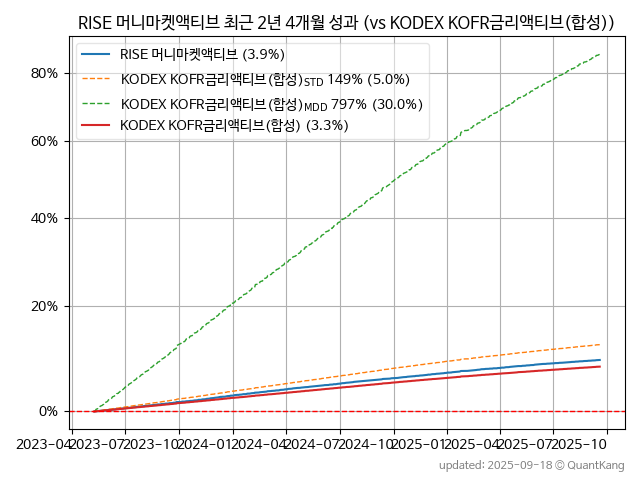 RISE 머니마켓액티브 최근 2년 4개월 성과 (vs KODEX KOFR금리액티브(합성))
RISE 머니마켓액티브 (3.9%)
KODEX KOFR금리액티브(합성)STD 149% (5.0%)
KODEX KOFR금리액티브(합성)MDD 797% (30.0%)
KODEX KOFR금리액티브(합성) (3.3%)
80%
60%
40%
20%
0%
2023-04 2023-07 2023-10 2024-01 2024-04 2024-07 2024-10 2025-01 2025-04 2025-07 2025-10
updated: 2025-09-18 © QuantKang